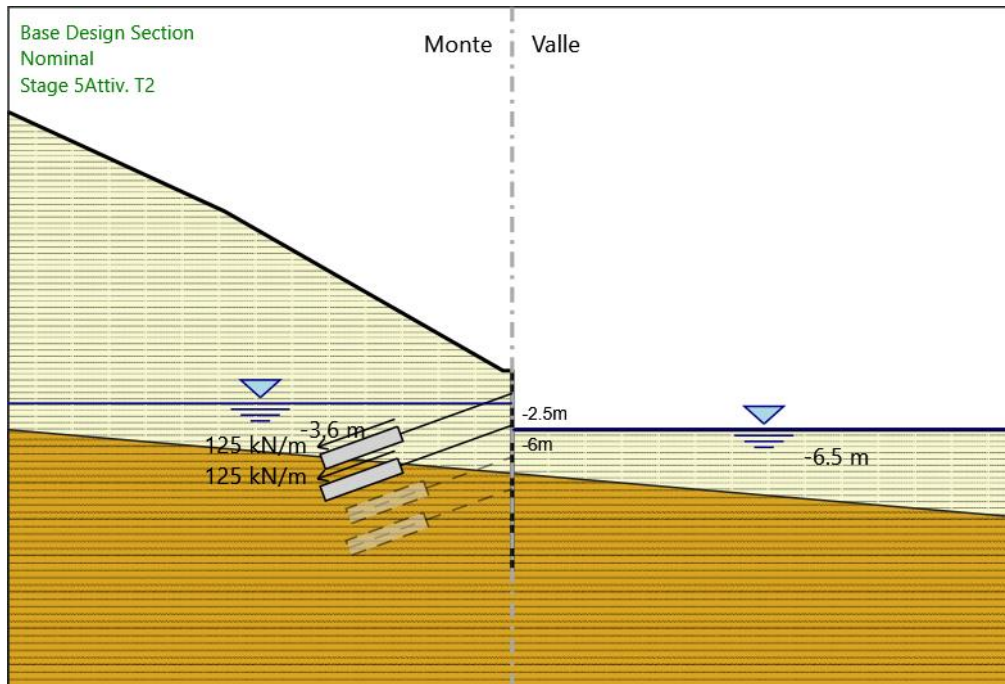 Base Design Section
Nominal
Stage 5Attiv. T2
Monte
Valle
-2.5m
-3,6 m
125 kN/m
-6m
-6.5 m
125 kN/m